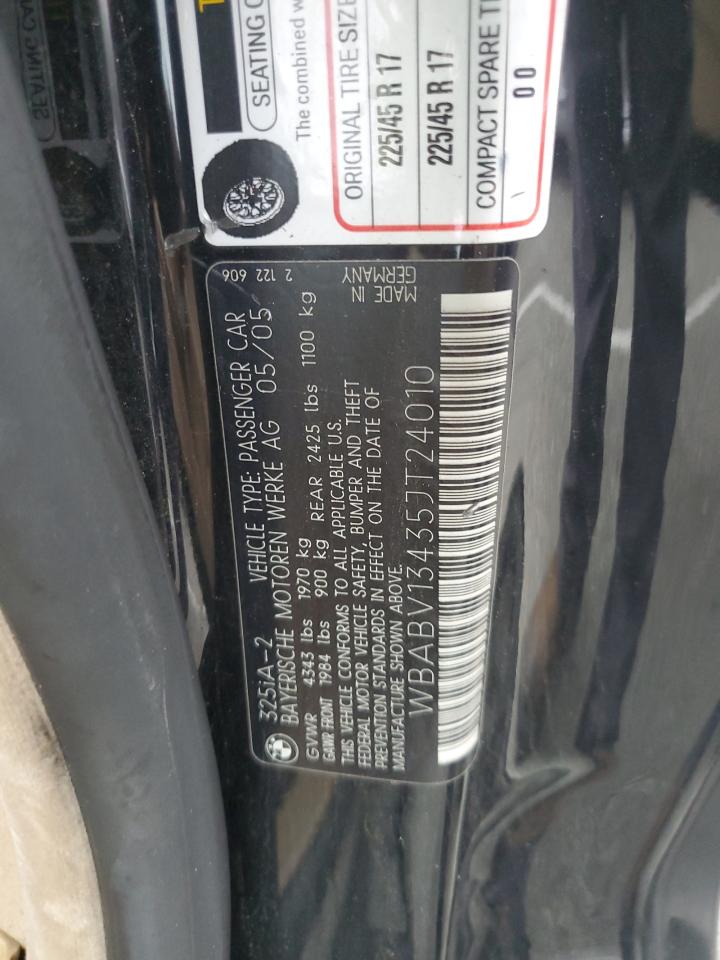 SEATING C
The combined w
ORIGINAL TIRE SIZE
225/45 R 17
225/45 R 17
COMPACT SPARE TI
0 0
325iA-2 VEHICLE TYPE: PASSENGER CAR
BAYERISCHE MOTOREN WERKE AG 05/05
GVWR 4343 lbs 1970 kg
GAWR FRONT 1984 lbs 900 kg REAR 2425 lbs 1100 kg
THIS VEHICLE CONFORMS TO ALL APPLICABLE U.S.
FEDERAL MOTOR VEHICLE SAFETY, BUMPER AND THEFT
PREVENTION STANDARDS IN EFFECT ON THE DATE OF
MANUFACTURE SHOWN ABOVE.
WBABV13435JT24010
2 122 606
MADE IN
GERMANY
SEATING CA